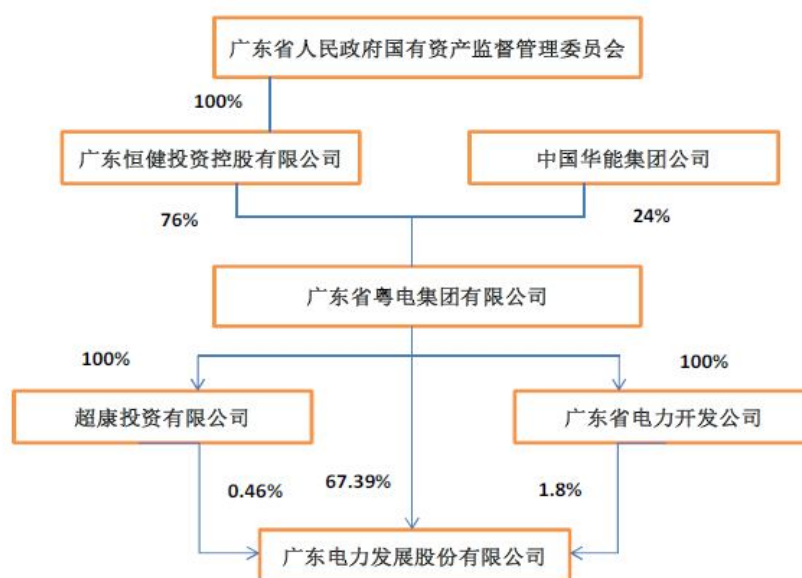 广东省人民政府国有资产监督管理委员会
100%
广东恒健投资控股有限公司
中国华能集团公司
76%
24%
广东省粤电集团有限公司
100%
100%
超康投资有限公司
广东省电力开发公司
0.46%
67.39%
1.8%
广东电力发展股份有限公司